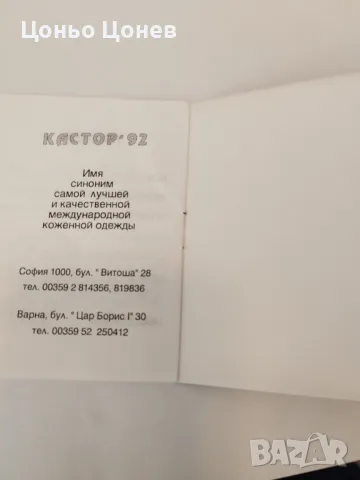 Цоньо Цонев
КАСТОР'92
Имя
синоним
самой лучшей
и качественной
международной
коженной одежды
София 1000, бул. " Витоша" 28
тел. 00359 2 814356, 819836
Варна, бул. " Цар Борис I" 30
тел. 00359 52 250412
BAZAR